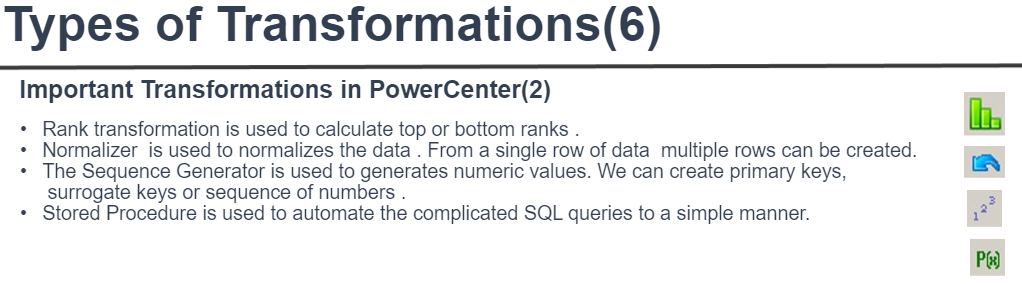 Types of Transformations(6)
Important Transformations in PowerCenter(2)
• Rank transformation is used to calculate top or bottom ranks .
• Normalizer  is used to normalizes the data . From a single row of data  multiple rows can be created.
• The Sequence Generator is used to generates numeric values. We can create primary keys,
surrogate keys or sequence of numbers .
• Stored Procedure is used to automate the complicated SQL queries to a simple manner.
1 2 3
P(x)